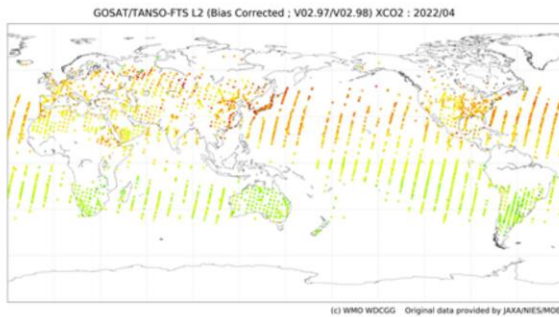 GOSAT/TANSO-FTS L2 (Bias Corrected ; V02.97/V02.98) XCO2 : 2022/04
(c) WMO WDCGG Original data provided by JAXA/NIES/MOE